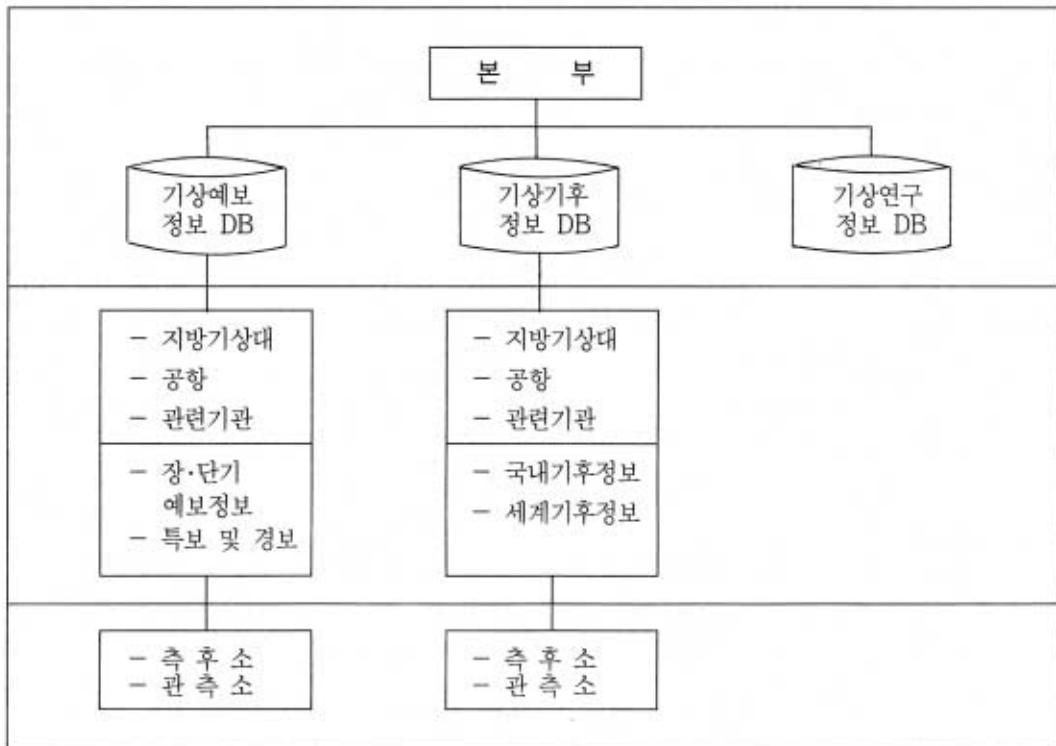 본 부
기상예보
정보 DB
기상기후
정보 DB
기상연구
정보 DB
- 지방기상대
- 공항
- 관련기관
- 장·단기
예보정보
- 특보 및 경보
- 지방기상대
- 공항
- 관련기관
- 국내기후정보
- 세계기후정보
- 측 후 소
- 관 측 소
- 측 후 소
- 관 측 소